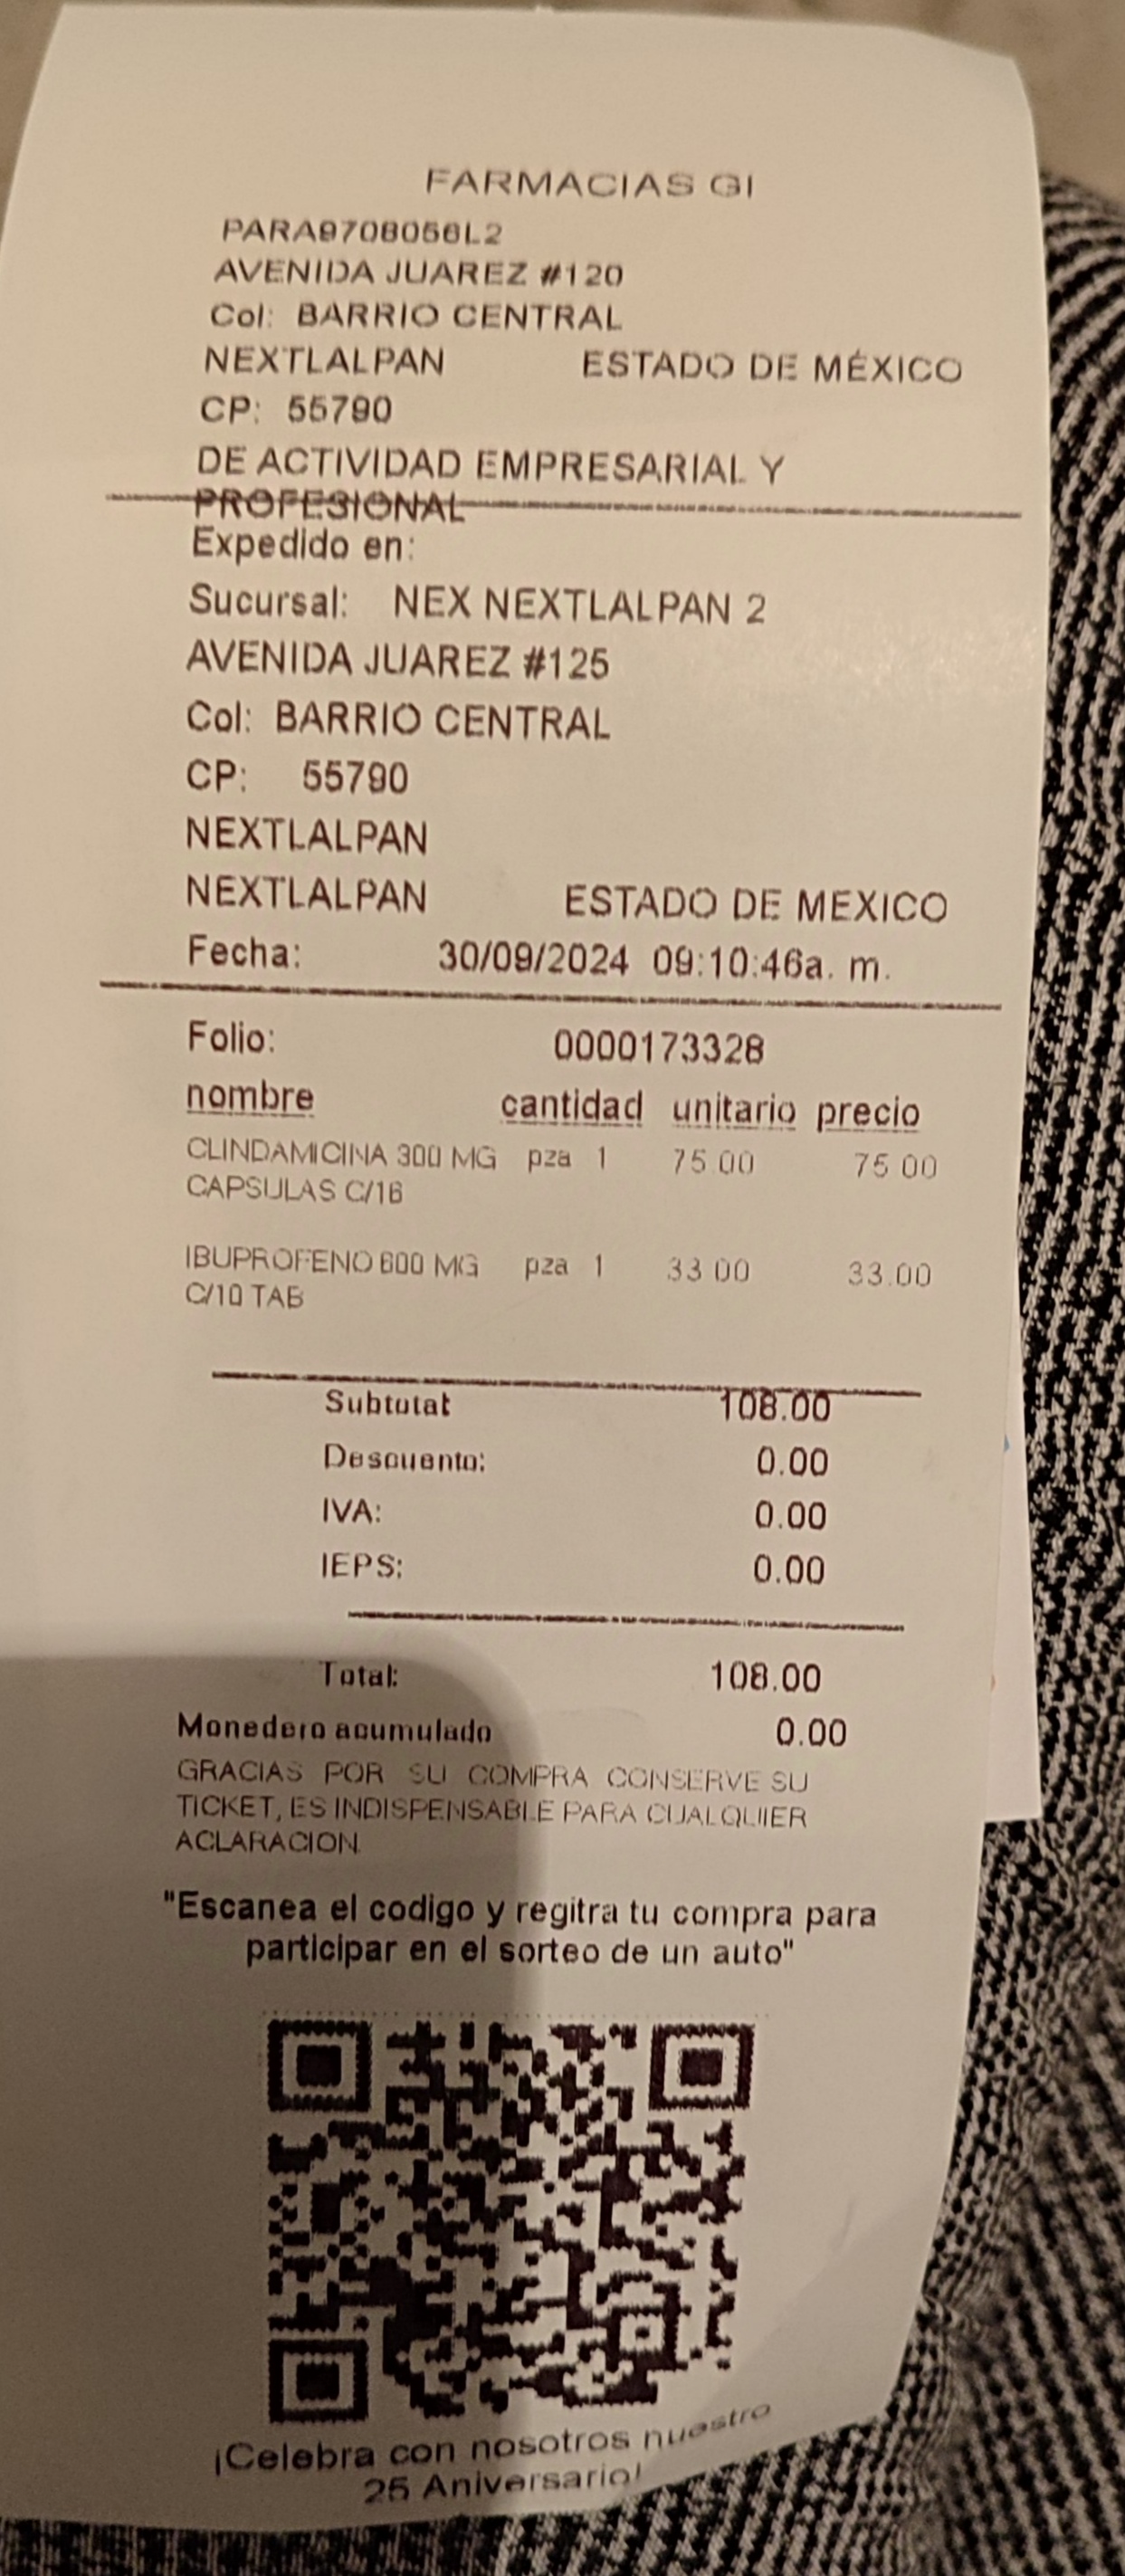 FARMACIAS GI
PARA9708056L2
AVENIDA JUAREZ #120
Col: BARRIO CENTRAL
NEXTLALPAN ESTADO DE MÉXICO
CP: 55790
DE ACTIVIDAD EMPRESARIAL Y
PROFESIONAL
Expedido en:
Sucursal: NEX NEXTLALPAN 2
AVENIDA JUAREZ #125
Col: BARRIO CENTRAL
CP: 55790
NEXTLALPAN
NEXTLALPAN ESTADO DE MEXICO
Fecha: 30/09/2024 09:10:46a. m.
Folio: 0000173328
nombre cantidad unitario precio
CLINDAMICINA 300 MG pza 1 75.00 75.00
CAPSULAS C/16
IBUPROFENO 600 MG pza 1 33.00 33.00
C/10 TAB
Subtotal: 108.00
Descuento: 0.00
IVA: 0.00
IEPS: 0.00
Total: 108.00
Monedero acumulado 0.00
GRACIAS POR SU COMPRA CONSERVE SU
TICKET, ES INDISPENSABLE PARA CUALQUIER
ACLARACION
"Escanea el codigo y regitra tu compra para
participar en el sorteo de un auto"
¡Celebra con nosotros nuestro
25 Aniversario!